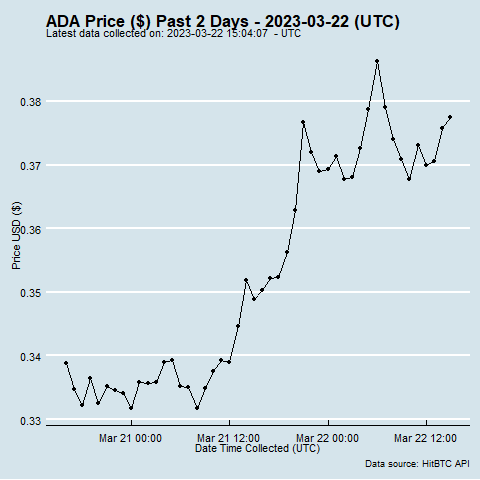 ADA Price ($) Past 2 Days - 2023-03-22 (UTC)
Latest data collected on: 2023-03-22 15:04:07  - UTC
0.38
0.37
0.36
0.35
0.34
0.33
Price USD ($)
Mar 21 00:00
Mar 21 12:00
Mar 22 00:00
Mar 22 12:00
Date Time Collected (UTC)
Data source: HitBTC API